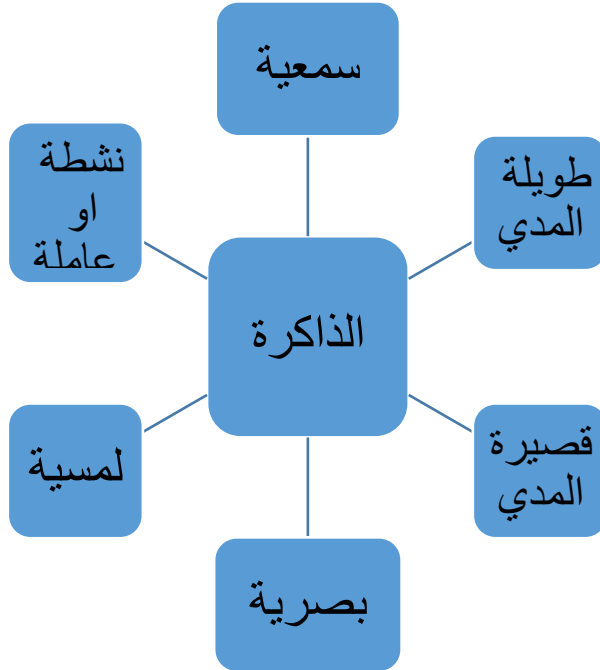 سمعية
طويلة
المدي
قصيرة
المدي
بصرية
لمسية
نشطة
او
عاملة
الذاكرة